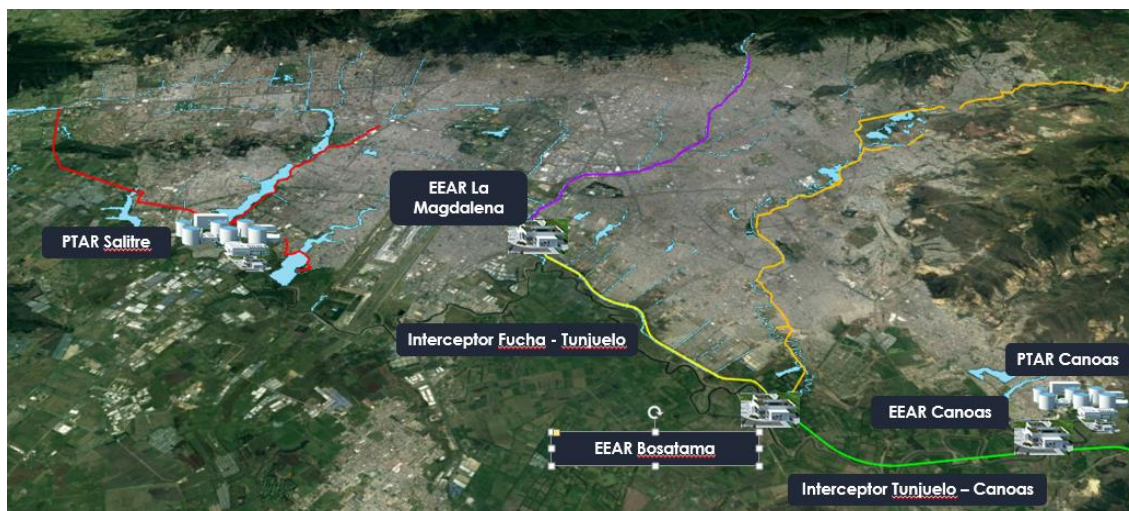 EEAR La
Magdalena
PTAR Salitre
Interceptor Fucha - Tunjuelo
PTAR Canoas
EEAR Canoas
EEAR Bosatama
Interceptor Tunjuelo – Canoas